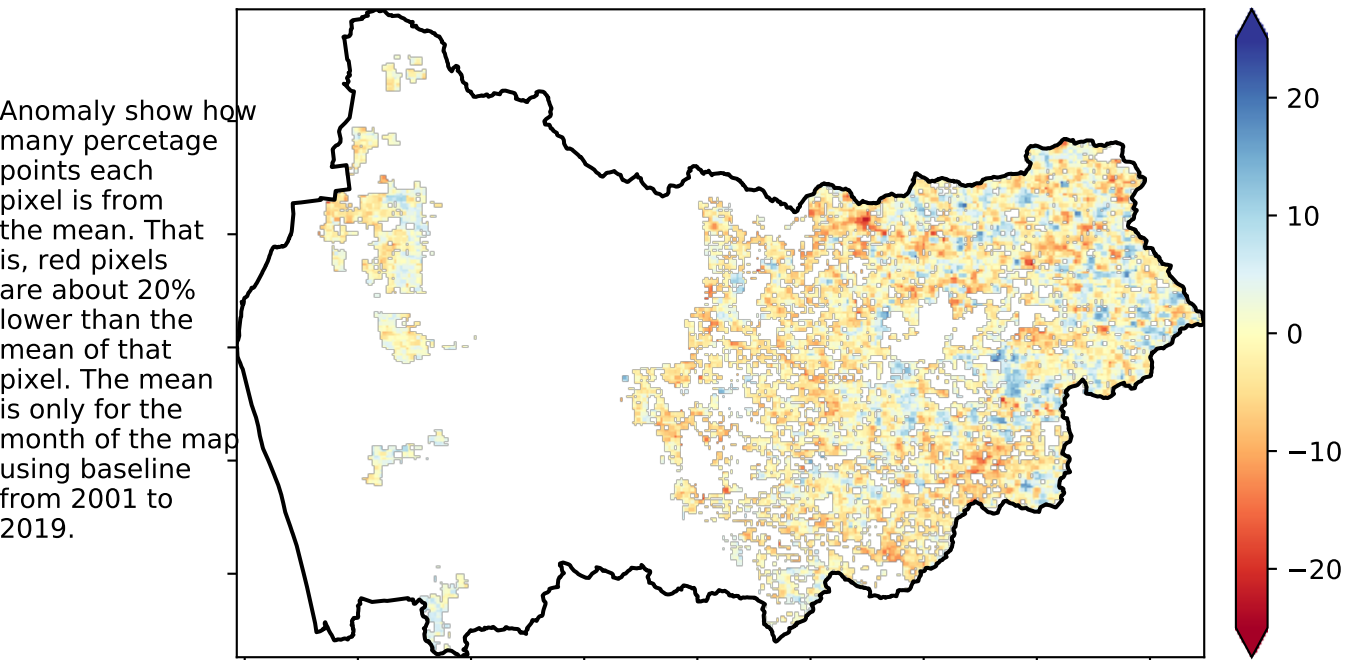 Anomaly show how
many percetage
points each
pixel is from
the mean. That
is, red pixels
are about 20%
lower than the
mean of that
pixel. The mean
is only for the
month of the map
using baseline
from 2001 to
2019.
20
10
0
−10
−20